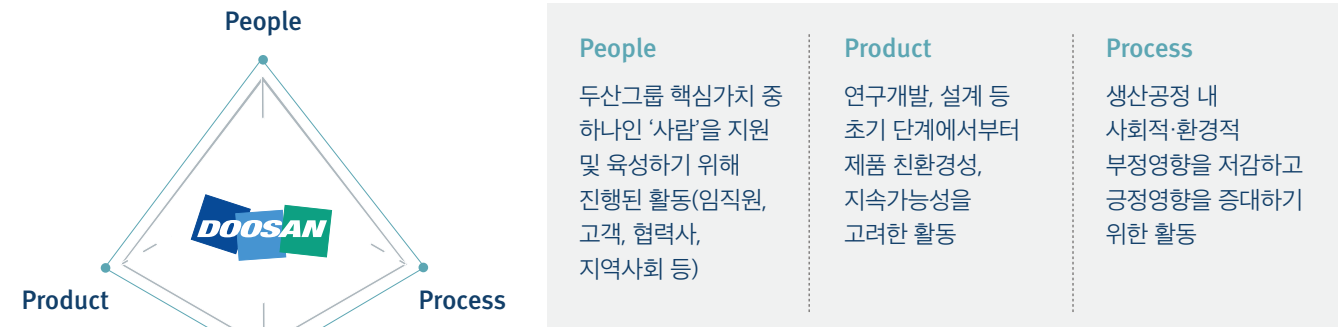 People
DOOSAN
Product
Process
People
두산그룹 핵심가치 중
하나인 ‘사람’을 지원
및 육성하기 위해
진행된 활동(임직원,
고객, 협력사,
지역사회 등)
Product
연구개발, 설계 등
초기 단계에서부터
제품 친환경성,
지속가능성을
고려한 활동
Process
생산공정 내
사회적·환경적
부정영향을 저감하고
긍정영향을 증대하기
위한 활동